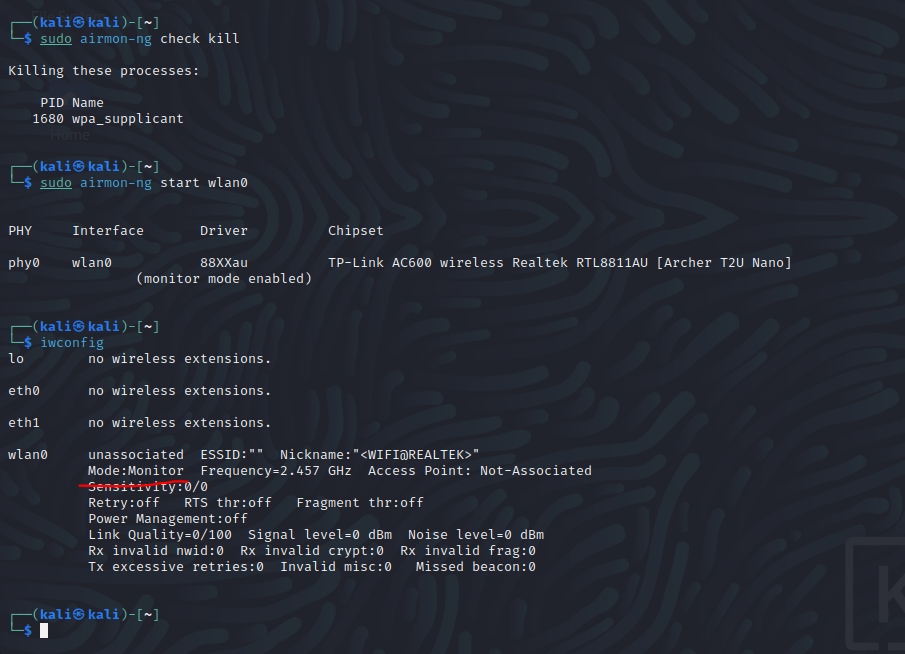 ┌──(kali㉿kali)-[~]
└─$ sudo airmon-ng check kill
Killing these processes:
PID Name
1680 wpa_supplicant
Home
┌──(kali㉿kali)-[~]
└─$ sudo airmon-ng start wlan0
PHY Interface Driver Chipset
phy0 wlan0 88XXau TP-Link AC600 wireless Realtek RTL8811AU [Archer T2U Nano]
(monitor mode enabled)
┌──(kali㉿kali)-[~]
└─$ iwconfig
lo no wireless extensions.
eth0 no wireless extensions.
eth1 no wireless extensions.
wlan0 unassociated ESSID:"" Nickname:"<WIFI@REALTEK>"
Mode:Monitor Frequency=2.457 GHz Access Point: Not-Associated
Sensitivity:0/0
Retry:off RTS thr:off Fragment thr:off
Power Management:off
Link Quality=0/100 Signal level=0 dBm Noise level=0 dBm
Rx invalid nwid:0 Rx invalid crypt:0 Rx invalid frag:0
Tx excessive retries:0 Invalid misc:0 Missed beacon:0
┌──(kali㉿kali)-[~]
└─$